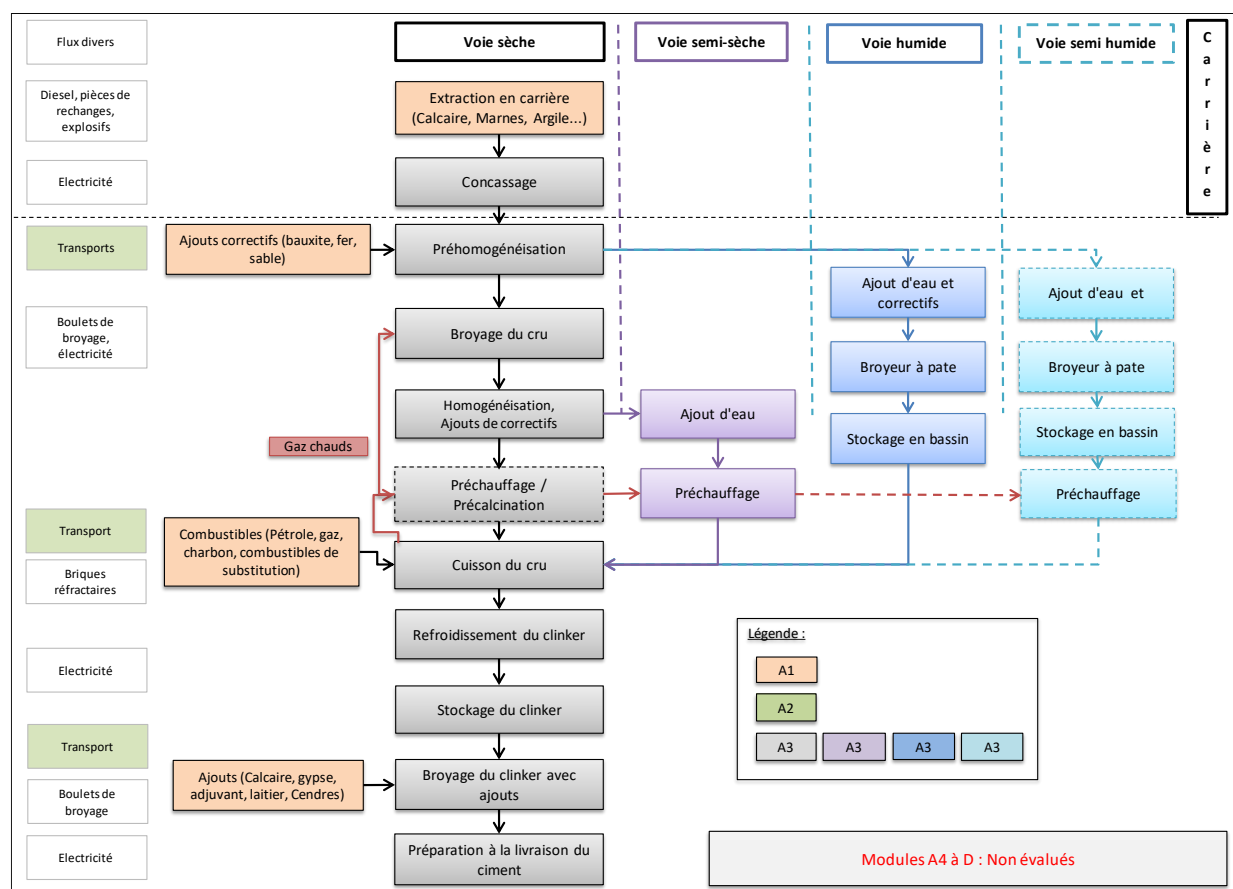 Flux divers
Voie sèche
Voie semi-sèche
Voie humide
Voie semi humide
C
a
r
r
i
è
r
e
Diesel, pièces de
rechanges,
explosifs
Extraction en carrière
(Calcaire, Marnes, Argile...)
Electricité
Concassage
Transports
Ajouts correctifs (bauxite, fer,
sable)
Préhomogénéisation
Ajout d'eau et
correctifs
Ajout d'eau et
Boulets de
broyage,
électricité
Broyage du cru
Broyeur à pate
Broyeur à pate
Homogénéisation,
Ajouts de correctifs
Ajout d'eau
Stockage en bassin
Stockage en bassin
Gaz chauds
Préchauffage /
Précalcination
Préchauffage
Préchauffage
Transport
Combustibles (Pétrole, gaz,
charbon, combustibles de
substitution)
Cuisson du cru
Briques
réfractaires
Refroidissement du clinker
Légende :
A1
A2
A3
A3
A3
A3
Electricité
Stockage du clinker
Transport
Ajouts (Calcaire, gypse,
adjuvant, laitier, Cendres)
Broyage du clinker avec
ajouts
Boulets de
broyage
Electricité
Préparation à la livraison du
ciment
Modules A4 à D : Non évalués